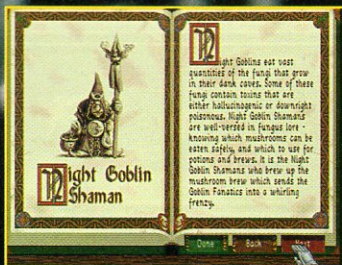 Night Goblin
Shaman
Night Goblins eat vast
quantities of the fungi that grow
in their dank caves. Some of these
fungi contain toxins that are
either hallucinogenic or downright
poisonous. Night Goblin Shamans
are well-versed in fungus lore -
knowing which mushrooms can be
eaten safely, and which to use for
potions and brews. It is the Night
Goblin Shamans who brew up the
mushroom brew which sends the
Goblin Fanatics into a whirling
frenzy.
Done Back Next